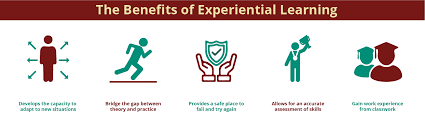 The Benefits of Experiential Learning
Develops the capacity to
adapt to new situations
Bridge the gap between
theory and practice
Provides a safe place to
fail and try again
Allows for an accurate
assessment of skills
Gain work experience
from classwork